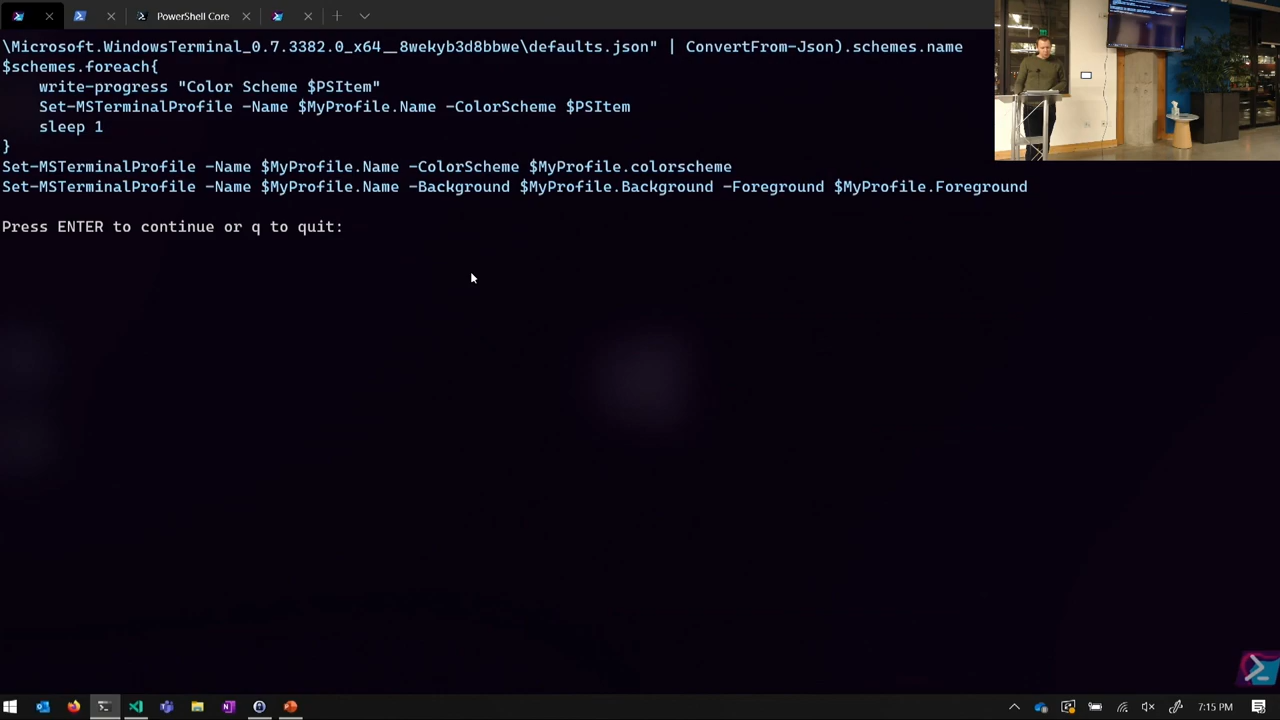 PowerShell Core
\Microsoft.WindowsTerminal_0.7.3382.0_x64__8wekyb3d8bbwe\defaults.json" | ConvertFrom-Json).schemes.name
$schemes.foreach{
    write-progress "Color Scheme $PSItem"
    Set-MSTerminalProfile -Name $MyProfile.Name -ColorScheme $PSItem
    sleep 1
}
Set-MSTerminalProfile -Name $MyProfile.Name -ColorScheme $MyProfile.colorscheme
Set-MSTerminalProfile -Name $MyProfile.Name -Background $MyProfile.Background -Foreground $MyProfile.Foreground
Press ENTER to continue or q to quit:
7:15 PM